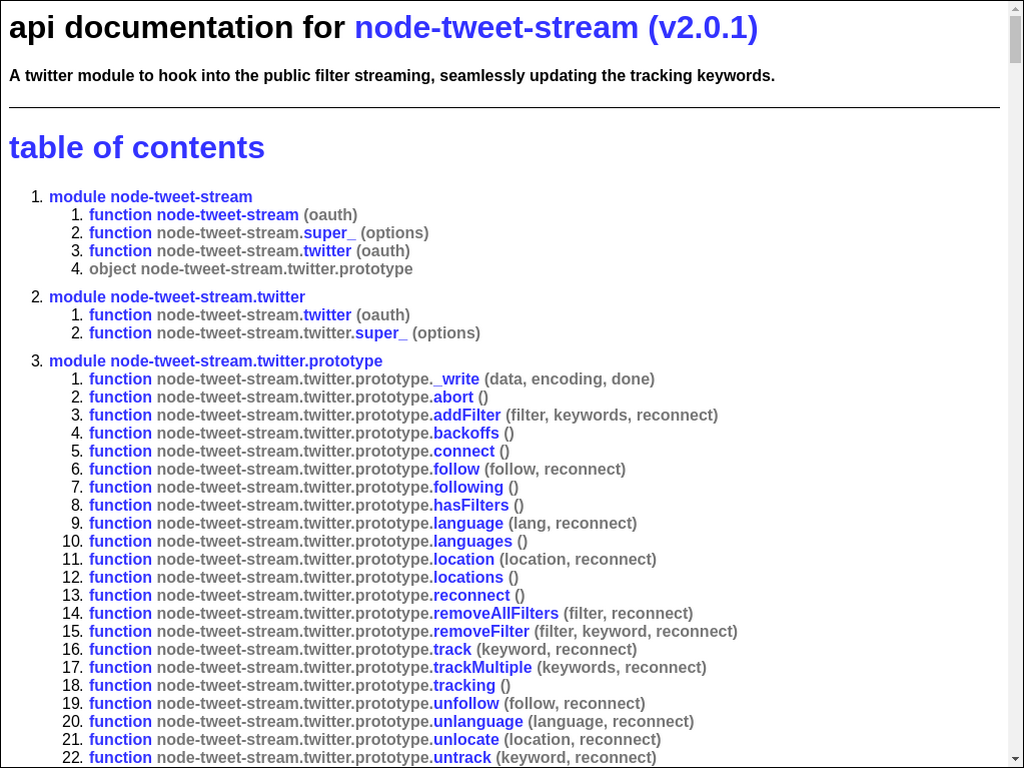 api documentation for node-tweet-stream (v2.0.1)
A twitter module to hook into the public filter streaming, seamlessly updating the tracking keywords.
table of contents
1. module node-tweet-stream
1. function node-tweet-stream (oauth)
2. function node-tweet-stream.super_ (options)
3. function node-tweet-stream.twitter (oauth)
4. object node-tweet-stream.twitter.prototype
2. module node-tweet-stream.twitter
1. function node-tweet-stream.twitter (oauth)
2. function node-tweet-stream.twitter.super_ (options)
3. module node-tweet-stream.twitter.prototype
1. function node-tweet-stream.twitter.prototype._write (data, encoding, done)
2. function node-tweet-stream.twitter.prototype.abort ()
3. function node-tweet-stream.twitter.prototype.addFilter (filter, keywords, reconnect)
4. function node-tweet-stream.twitter.prototype.backoffs ()
5. function node-tweet-stream.twitter.prototype.connect ()
6. function node-tweet-stream.twitter.prototype.follow (follow, reconnect)
7. function node-tweet-stream.twitter.prototype.following ()
8. function node-tweet-stream.twitter.prototype.hasFilters ()
9. function node-tweet-stream.twitter.prototype.language (lang, reconnect)
10. function node-tweet-stream.twitter.prototype.languages ()
11. function node-tweet-stream.twitter.prototype.location (location, reconnect)
12. function node-tweet-stream.twitter.prototype.locations ()
13. function node-tweet-stream.twitter.prototype.reconnect ()
14. function node-tweet-stream.twitter.prototype.removeAllFilters (filter, reconnect)
15. function node-tweet-stream.twitter.prototype.removeFilter (filter, keyword, reconnect)
16. function node-tweet-stream.twitter.prototype.track (keyword, reconnect)
17. function node-tweet-stream.twitter.prototype.trackMultiple (keywords, reconnect)
18. function node-tweet-stream.twitter.prototype.tracking ()
19. function node-tweet-stream.twitter.prototype.unfollow (follow, reconnect)
20. function node-tweet-stream.twitter.prototype.unlanguage (language, reconnect)
21. function node-tweet-stream.twitter.prototype.unlocate (location, reconnect)
22. function node-tweet-stream.twitter.prototype.untrack (keyword, reconnect)